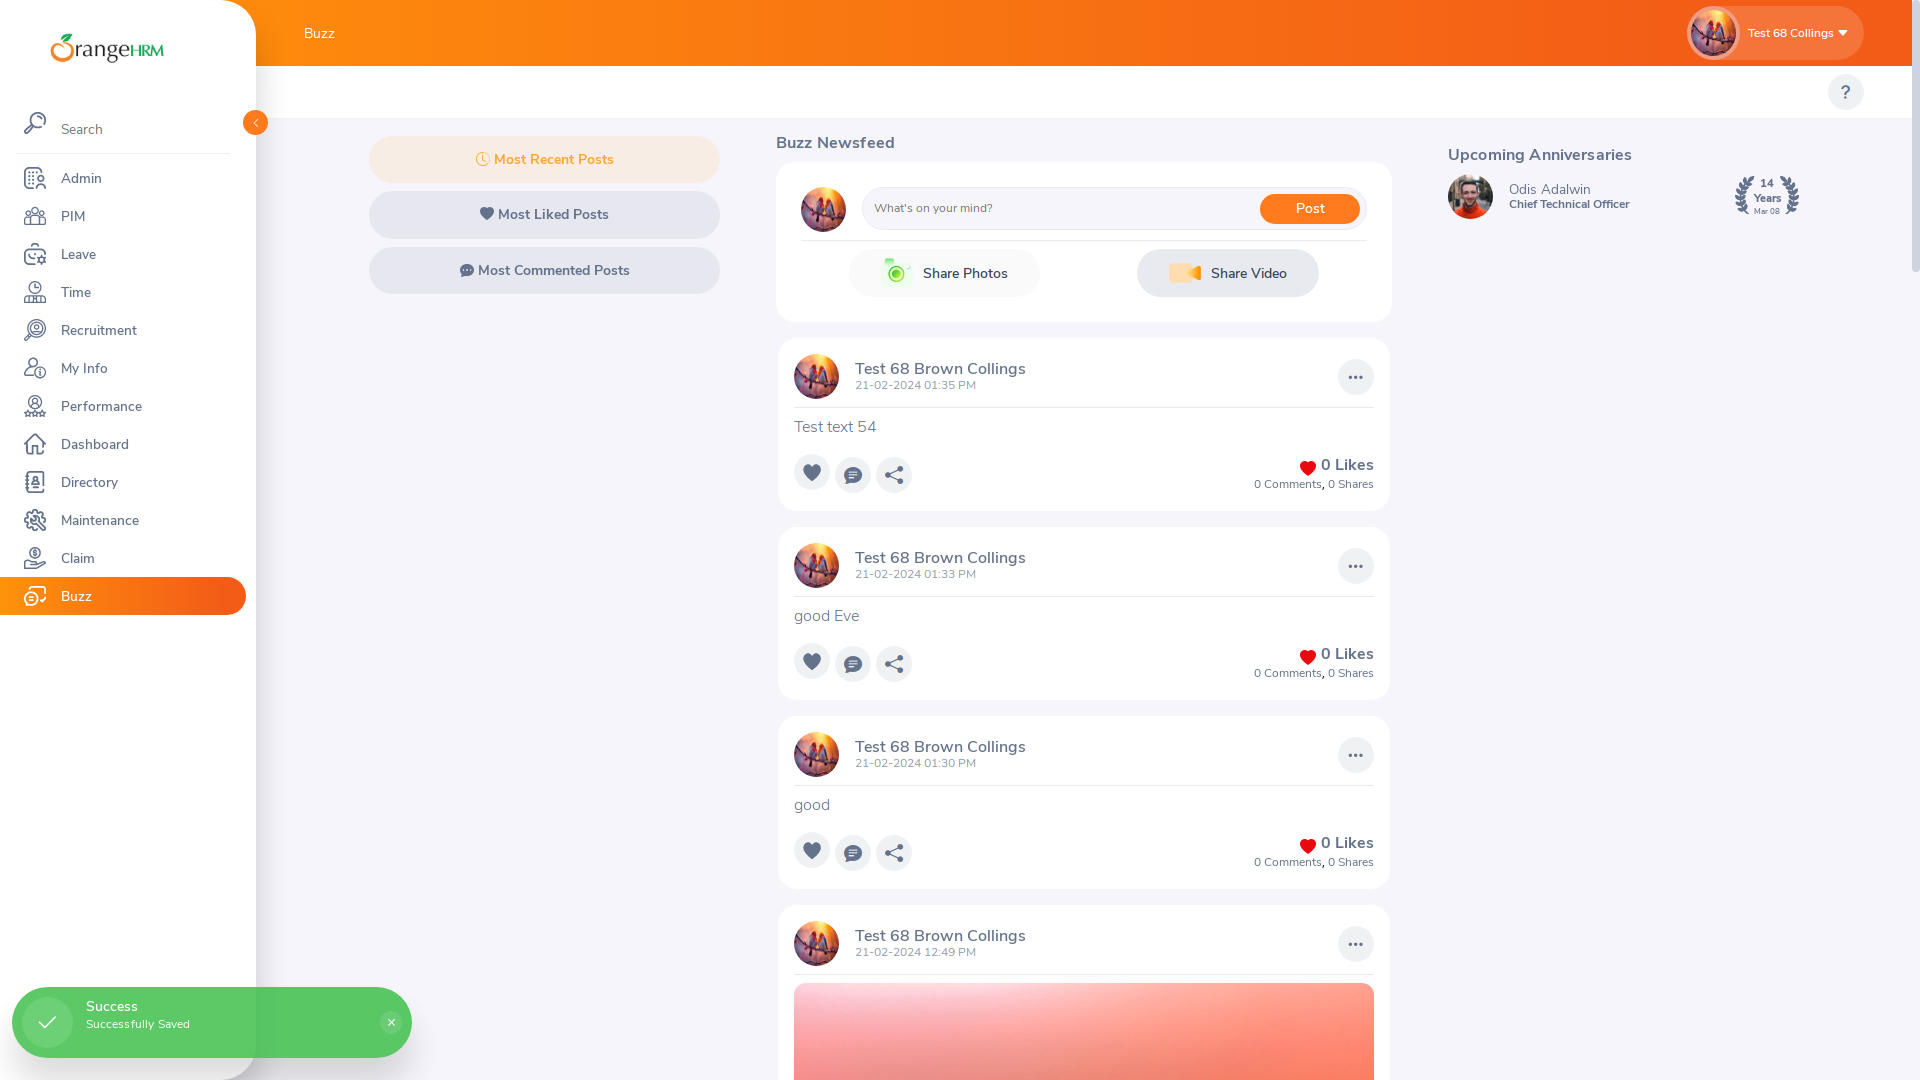 OrangeHRM
Search
Admin
PIM
Leave
Time
Recruitment
My Info
Performance
Dashboard
Directory
Maintenance
Claim
Buzz
Buzz
Test 68 Collings
?
Most Recent Posts
Most Liked Posts
Most Commented Posts
Buzz Newsfeed
What's on your mind?
Post
Share Photos
Share Video
Test 68 Brown Collings
21-02-2024 01:35 PM
Test text 54
0 Likes
0 Comments, 0 Shares
Test 68 Brown Collings
21-02-2024 01:33 PM
good Eve
0 Likes
0 Comments, 0 Shares
Test 68 Brown Collings
21-02-2024 01:30 PM
good
0 Likes
0 Comments, 0 Shares
Test 68 Brown Collings
21-02-2024 12:49 PM
Upcoming Anniversaries
Odis Adalwin
Chief Technical Officer
14
Years
Mar 08
Success
Successfully Saved